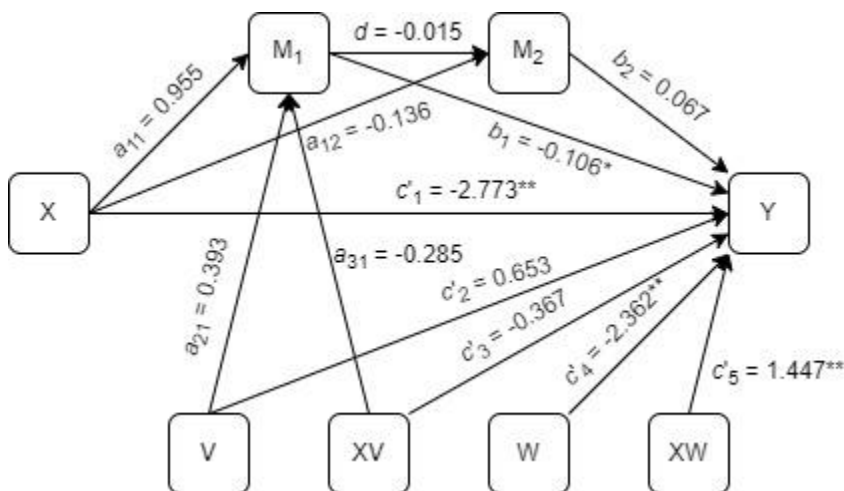 d = -0.015
M₁
M₂
a₁₁ = 0.955
b₂ = 0.067
a₁₂ = -0.136
b₁ = -0.106*
X
c'₁ = -2.773**
Y
a₂₁ = 0.393
a₃₁ = -0.285
c'₂ = 0.653
c'₃ = -0.367
c'₄ = -2.362**
c'₅ = 1.447**
V
XV
W
XW